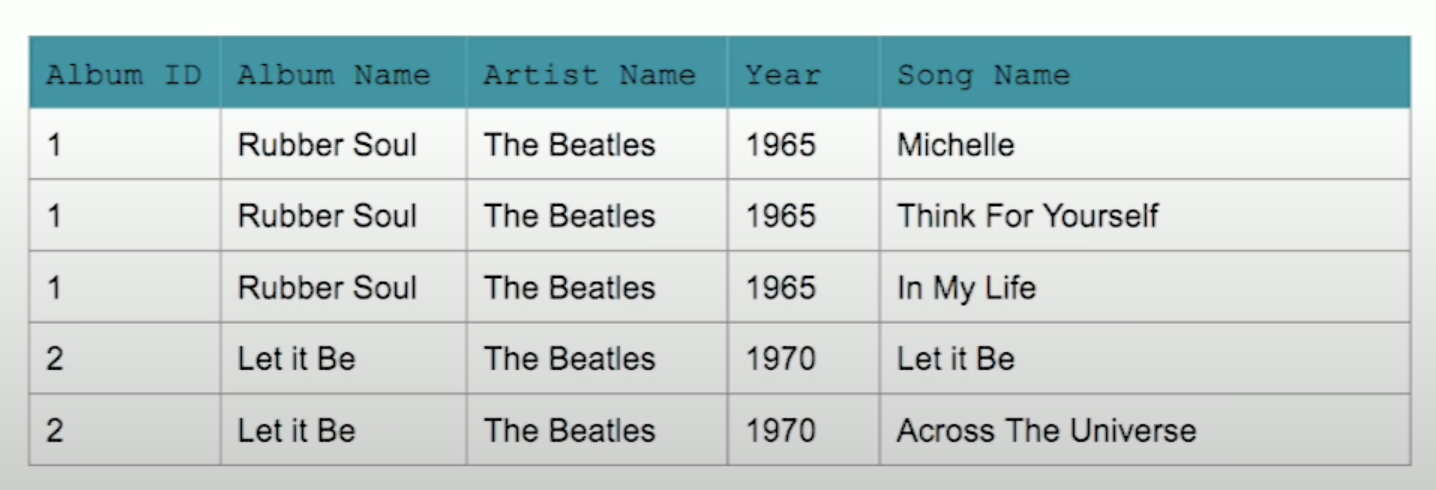 Album ID Album Name Artist Name Year Song Name
1 Rubber Soul The Beatles 1965 Michelle
1 Rubber Soul The Beatles 1965 Think For Yourself
1 Rubber Soul The Beatles 1965 In My Life
2 Let it Be The Beatles 1970 Let it Be
2 Let it Be The Beatles 1970 Across The Universe